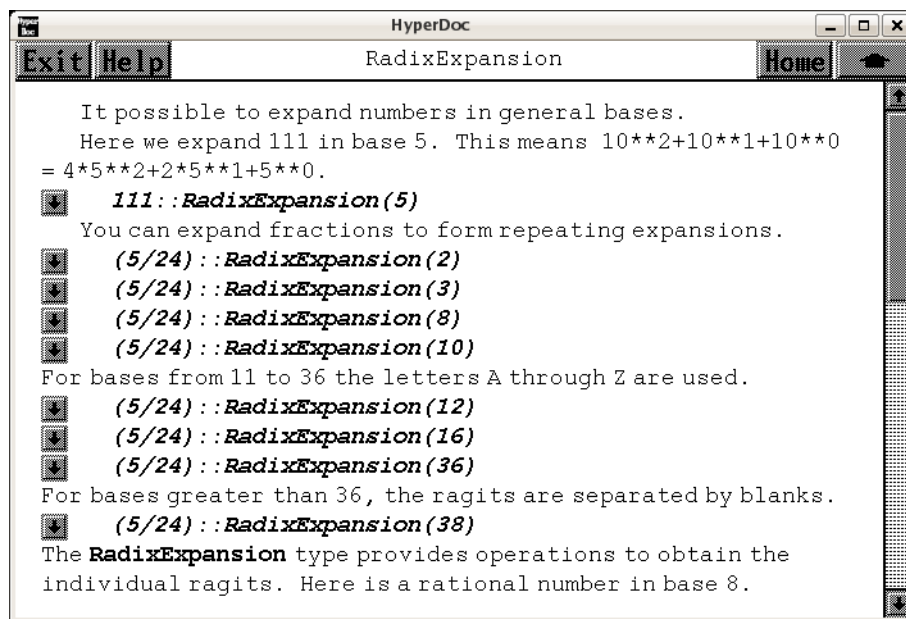 Hyper Doc
HyperDoc
Exit Help RadixExpansion Home
It possible to expand numbers in general bases.
Here we expand 111 in base 5. This means 10**2+10**1+10**0
= 4*5**2+2*5**1+5**0.
111::RadixExpansion(5)
You can expand fractions to form repeating expansions.
(5/24)::RadixExpansion(2)
(5/24)::RadixExpansion(3)
(5/24)::RadixExpansion(8)
(5/24)::RadixExpansion(10)
For bases from 11 to 36 the letters A through Z are used.
(5/24)::RadixExpansion(12)
(5/24)::RadixExpansion(16)
(5/24)::RadixExpansion(36)
For bases greater than 36, the ragits are separated by blanks.
(5/24)::RadixExpansion(38)
The RadixExpansion type provides operations to obtain the
individual ragits. Here is a rational number in base 8.